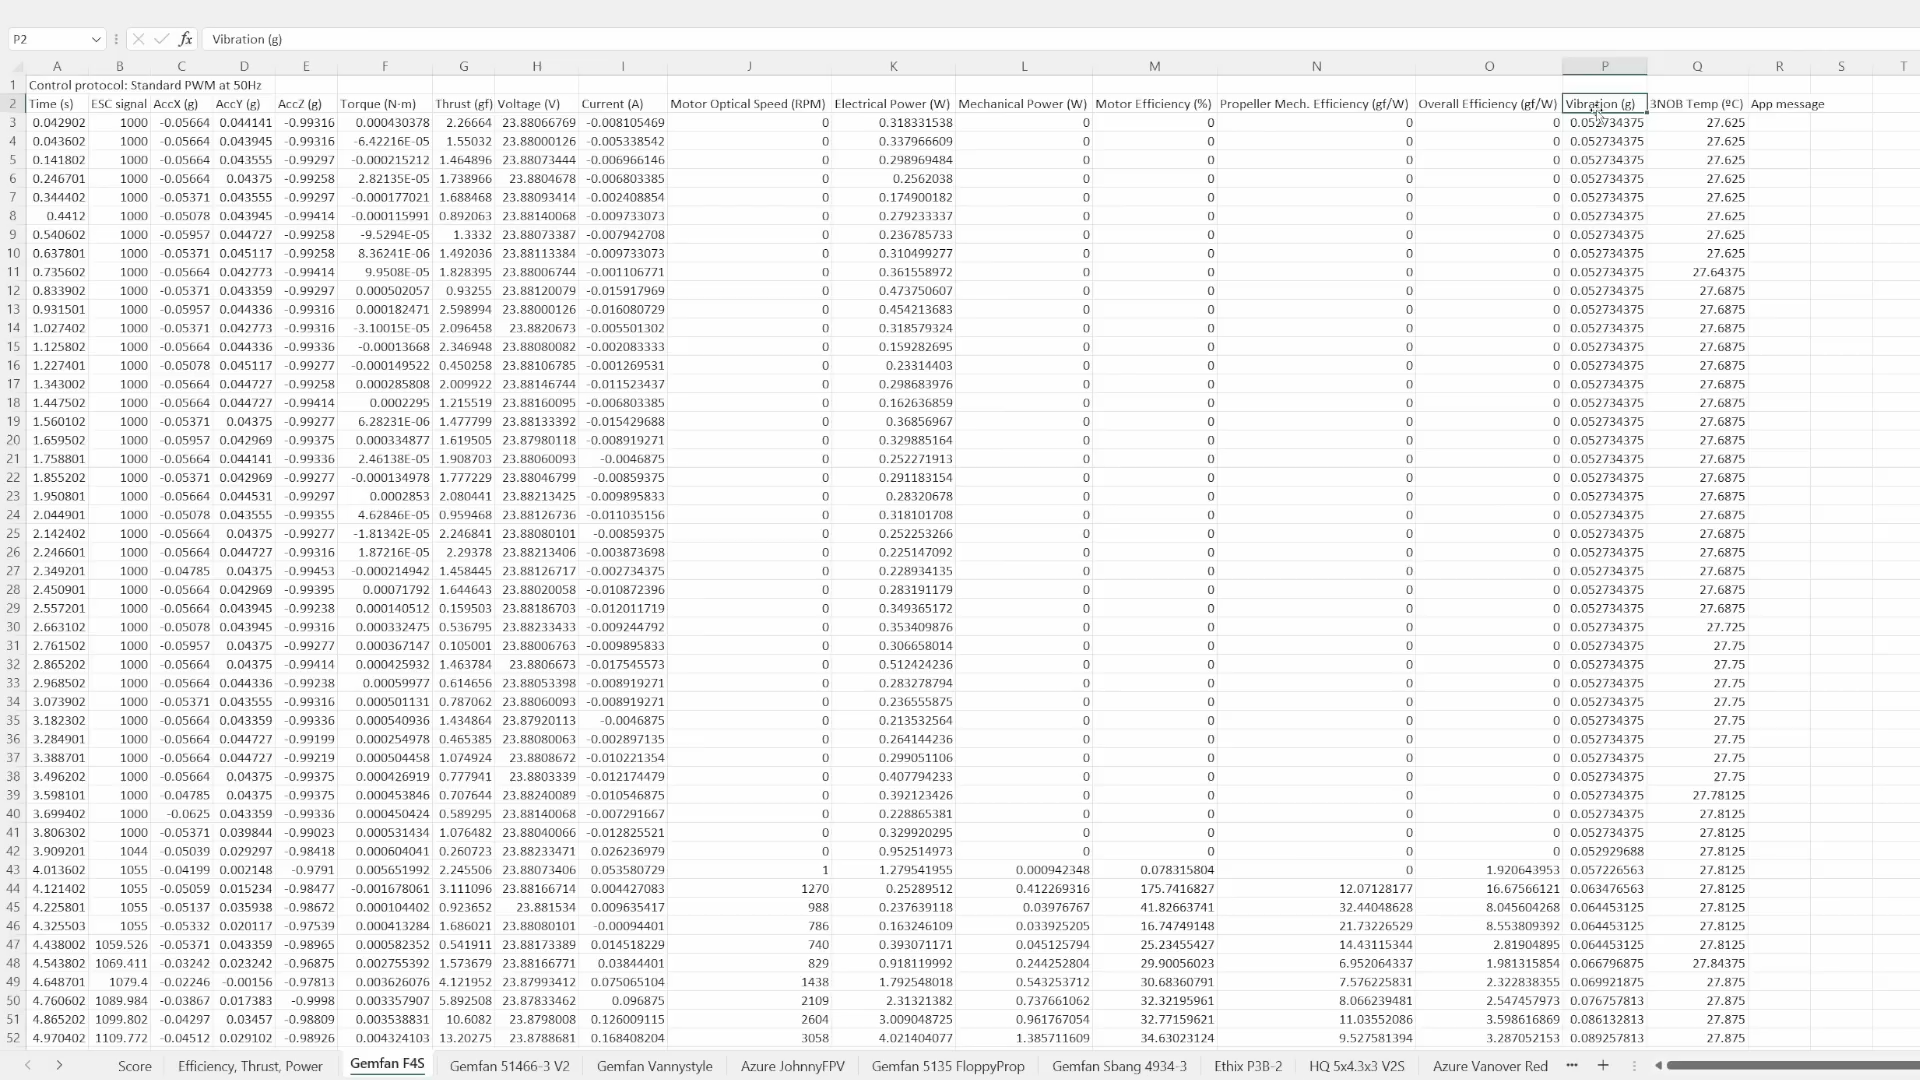 P2 Vibration (g)
A B C D E F G H I J K L M N O P Q R S T
1 Control protocol: Standard PWM at 50Hz
2 Time (s) ESC signal AccX (g) AccY (g) AccZ (g) Torque (N·m) Thrust (gf) Voltage (V) Current (A) Motor Optical Speed (RPM) Electrical Power (W) Mechanical Power (W) Motor Efficiency (%) Propeller Mech. Efficiency (gf/W) Overall Efficiency (gf/W) Vibration (g) 3NOB Temp (ºC) App message
3 0.042902 1000 -0.05664 0.044141 -0.99316 0.000430378 2.26664 23.88066769 -0.008105469 0 0.318331538 0 0 0 0 0.052734375 27.625
4 0.043602 1000 -0.05664 0.043945 -0.99316 -6.42216E-05 1.55032 23.88000126 -0.005338542 0 0.337966609 0 0 0 0 0.052734375 27.625
5 0.141802 1000 -0.05664 0.043555 -0.99297 -0.000215212 1.464896 23.88073444 -0.006966146 0 0.298969484 0 0 0 0 0.052734375 27.625
6 0.246701 1000 -0.05664 0.04375 -0.99258 2.82135E-05 1.738966 23.8804678 -0.006803385 0 0.2562038 0 0 0 0 0.052734375 27.625
7 0.344402 1000 -0.05371 0.043555 -0.99297 -0.000177021 1.688468 23.88093414 -0.002408854 0 0.174900182 0 0 0 0 0.052734375 27.625
8 0.4412 1000 -0.05078 0.043945 -0.99414 -0.000115991 0.892063 23.88140068 -0.009733073 0 0.279233337 0 0 0 0 0.052734375 27.625
9 0.540602 1000 -0.05957 0.044727 -0.99258 -9.5294E-05 1.3332 23.88073387 -0.007942708 0 0.236785733 0 0 0 0 0.052734375 27.625
10 0.637801 1000 -0.05371 0.045117 -0.99258 8.36241E-06 1.492036 23.88113384 -0.009733073 0 0.310499277 0 0 0 0 0.052734375 27.625
11 0.735602 1000 -0.05664 0.042773 -0.99414 9.9508E-05 1.828395 23.88006744 -0.001106771 0 0.361558972 0 0 0 0 0.052734375 27.64375
12 0.833902 1000 -0.05371 0.043359 -0.99297 0.000502057 0.93255 23.88120079 -0.015917969 0 0.473750607 0 0 0 0 0.052734375 27.6875
13 0.931501 1000 -0.05957 0.044336 -0.99316 0.000182471 2.598994 23.88000126 -0.016080729 0 0.454213683 0 0 0 0 0.052734375 27.6875
14 1.027402 1000 -0.05371 0.042773 -0.99316 -3.10015E-05 2.096458 23.8820673 -0.005501302 0 0.318579324 0 0 0 0 0.052734375 27.6875
15 1.125802 1000 -0.05664 0.044336 -0.99336 -0.00013668 2.346948 23.88080082 -0.002083333 0 0.159282695 0 0 0 0 0.052734375 27.6875
16 1.227401 1000 -0.05078 0.045117 -0.99277 -0.000149522 0.450258 23.88106785 -0.001269531 0 0.23314403 0 0 0 0 0.052734375 27.6875
17 1.343002 1000 -0.05664 0.044727 -0.99258 0.000285808 2.009922 23.88146744 -0.011523437 0 0.298683976 0 0 0 0 0.052734375 27.6875
18 1.447502 1000 -0.05664 0.044727 -0.99414 0.0002295 1.215519 23.88160095 -0.006803385 0 0.162636859 0 0 0 0 0.052734375 27.6875
19 1.560102 1000 -0.05371 0.04375 -0.99277 6.28231E-06 1.477799 23.88133392 -0.015429688 0 0.36856967 0 0 0 0 0.052734375 27.6875
20 1.659502 1000 -0.05957 0.042969 -0.99375 0.000334877 1.619505 23.87980118 -0.008919271 0 0.329885164 0 0 0 0 0.052734375 27.6875
21 1.758801 1000 -0.05664 0.044141 -0.99336 2.46138E-05 1.908703 23.88060093 -0.0046875 0 0.252271913 0 0 0 0 0.052734375 27.6875
22 1.855202 1000 -0.05371 0.042969 -0.99277 -0.000134978 1.777229 23.88046799 -0.00859375 0 0.291183154 0 0 0 0 0.052734375 27.6875
23 1.950801 1000 -0.05664 0.044531 -0.99297 0.0002853 2.080441 23.88213425 -0.009895833 0 0.28320678 0 0 0 0 0.052734375 27.6875
24 2.044901 1000 -0.05078 0.043555 -0.99355 4.62846E-05 0.959468 23.88126736 -0.011035156 0 0.318101708 0 0 0 0 0.052734375 27.6875
25 2.142402 1000 -0.05664 0.04375 -0.99277 -1.81342E-05 2.246841 23.88080101 -0.00859375 0 0.252253266 0 0 0 0 0.052734375 27.6875
26 2.246601 1000 -0.05664 0.044727 -0.99316 1.87216E-05 2.29378 23.88213406 -0.003873698 0 0.225147092 0 0 0 0 0.052734375 27.6875
27 2.349201 1000 -0.04785 0.04375 -0.99453 -0.000214942 1.458445 23.88126717 -0.002734375 0 0.228934135 0 0 0 0 0.052734375 27.6875
28 2.450901 1000 -0.05664 0.042969 -0.99395 0.00071792 1.644643 23.88020058 -0.010872396 0 0.283191179 0 0 0 0 0.052734375 27.6875
29 2.557201 1000 -0.05664 0.043945 -0.99238 0.000140512 0.159503 23.88186703 -0.012011719 0 0.349365172 0 0 0 0 0.052734375 27.6875
30 2.663102 1000 -0.05078 0.043945 -0.99316 0.000332475 0.536795 23.88233433 -0.009244792 0 0.353409876 0 0 0 0 0.052734375 27.725
31 2.761502 1000 -0.05957 0.04375 -0.99277 0.000367147 0.105001 23.88006763 -0.009895833 0 0.306658014 0 0 0 0 0.052734375 27.75
32 2.865202 1000 -0.05664 0.04375 -0.99414 0.000425932 1.463784 23.8806673 -0.017545573 0 0.512424236 0 0 0 0 0.052734375 27.75
33 2.968502 1000 -0.05664 0.044336 -0.99238 0.00059977 0.614656 23.88053398 -0.008919271 0 0.283278794 0 0 0 0 0.052734375 27.75
34 3.073902 1000 -0.05664 0.043555 -0.99316 0.000501131 0.787062 23.88060093 -0.008919271 0 0.236555875 0 0 0 0 0.052734375 27.75
35 3.182302 1000 -0.05664 0.043359 -0.99336 0.000540936 1.434864 23.87920113 -0.0046875 0 0.213532564 0 0 0 0 0.052734375 27.75
36 3.284901 1000 -0.05664 0.044727 -0.99199 0.000254978 0.465385 23.88080063 -0.002897135 0 0.264144236 0 0 0 0 0.052734375 27.75
37 3.388701 1000 -0.05664 0.044727 -0.99219 0.000504458 1.074924 23.8808672 -0.010221354 0 0.299051106 0 0 0 0 0.052734375 27.75
38 3.496202 1000 -0.05664 0.04375 -0.99375 0.000426919 0.777941 23.8803339 -0.012174479 0 0.407794233 0 0 0 0 0.052734375 27.75
39 3.598101 1000 -0.04785 0.04375 -0.99375 0.000453846 0.707644 23.88240089 -0.010546875 0 0.392123426 0 0 0 0 0.052734375 27.78125
40 3.699402 1000 -0.0625 0.043359 -0.99336 0.000450424 0.589295 23.88140068 -0.007291667 0 0.228865381 0 0 0 0 0.052734375 27.8125
41 3.806302 1000 -0.05371 0.039844 -0.99023 0.000531434 1.076482 23.88040066 -0.012825521 0 0.329920295 0 0 0 0 0.052734375 27.8125
42 3.909201 1044 -0.05039 0.029297 -0.98418 0.000604041 0.260723 23.88233471 0.026236979 0 0.952514973 0 0 0 0 0.052929688 27.8125
43 4.013602 1055 -0.04199 0.002148 -0.9791 0.005651992 2.245506 23.88073406 0.053580729 1 1.279541955 0.000942348 0.078315804 0 1.920643953 0.057226563 27.8125
44 4.121402 1055 -0.05059 0.015234 -0.98477 -0.001678061 3.111096 23.88166714 0.004427083 1270 0.25289512 0.412269316 175.7416827 12.07128177 16.67566121 0.063476563 27.8125
45 4.225801 1055 -0.05137 0.035938 -0.98672 0.000104402 0.923652 23.881534 0.009635417 988 0.237639118 0.03976767 41.82663741 32.44048628 8.045604268 0.064453125 27.8125
46 4.325503 1055 -0.05332 0.020117 -0.97539 0.000413284 1.686021 23.88080101 -0.00094401 786 0.163246109 0.033925205 16.74749148 21.73226529 8.553809392 0.064453125 27.8125
47 4.438002 1059.526 -0.05371 0.043359 -0.98965 0.000582352 0.541911 23.88173389 0.014518229 740 0.393071171 0.045125794 25.23455427 14.43115344 2.81904895 0.064453125 27.8125
48 4.543802 1069.411 -0.03242 0.023242 -0.96875 0.002755392 1.573679 23.88166771 0.03844401 829 0.918119992 0.244252804 29.90056023 6.952064337 1.981315854 0.066796875 27.84375
49 4.648701 1079.4 -0.02246 -0.00156 -0.97813 0.003626076 4.121952 23.87993412 0.075065104 1438 1.792548018 0.543253712 30.68360791 7.576225831 2.322838355 0.069921875 27.875
50 4.760602 1089.984 -0.03867 0.017383 -0.9998 0.003357907 5.892508 23.87833462 0.096875 2109 2.31321382 0.737661062 32.32195961 8.066239481 2.547457973 0.076757813 27.875
51 4.865202 1099.802 -0.04297 0.03457 -0.98809 0.003538831 10.6082 23.8798008 0.126009115 2604 3.009048725 0.961767054 32.77159621 11.03552086 3.598616869 0.086132813 27.875
52 4.970402 1109.772 -0.04512 0.029102 -0.98926 0.004324103 13.20275 23.8788681 0.168408204 3058 4.021404077 1.385711609 34.63023124 9.527581394 3.287052153 0.089257813 27.875
Score Efficiency, Thrust, Power Gemfan F4S Gemfan 51466-3 V2 Gemfan Vannystyle Azure JohnnyFPV Gemfan 5135 FloppyProp Gemfan Sbang 4934-3 Ethix P3B-2 HQ 5x4.3x3 V2S Azure Vanover Red